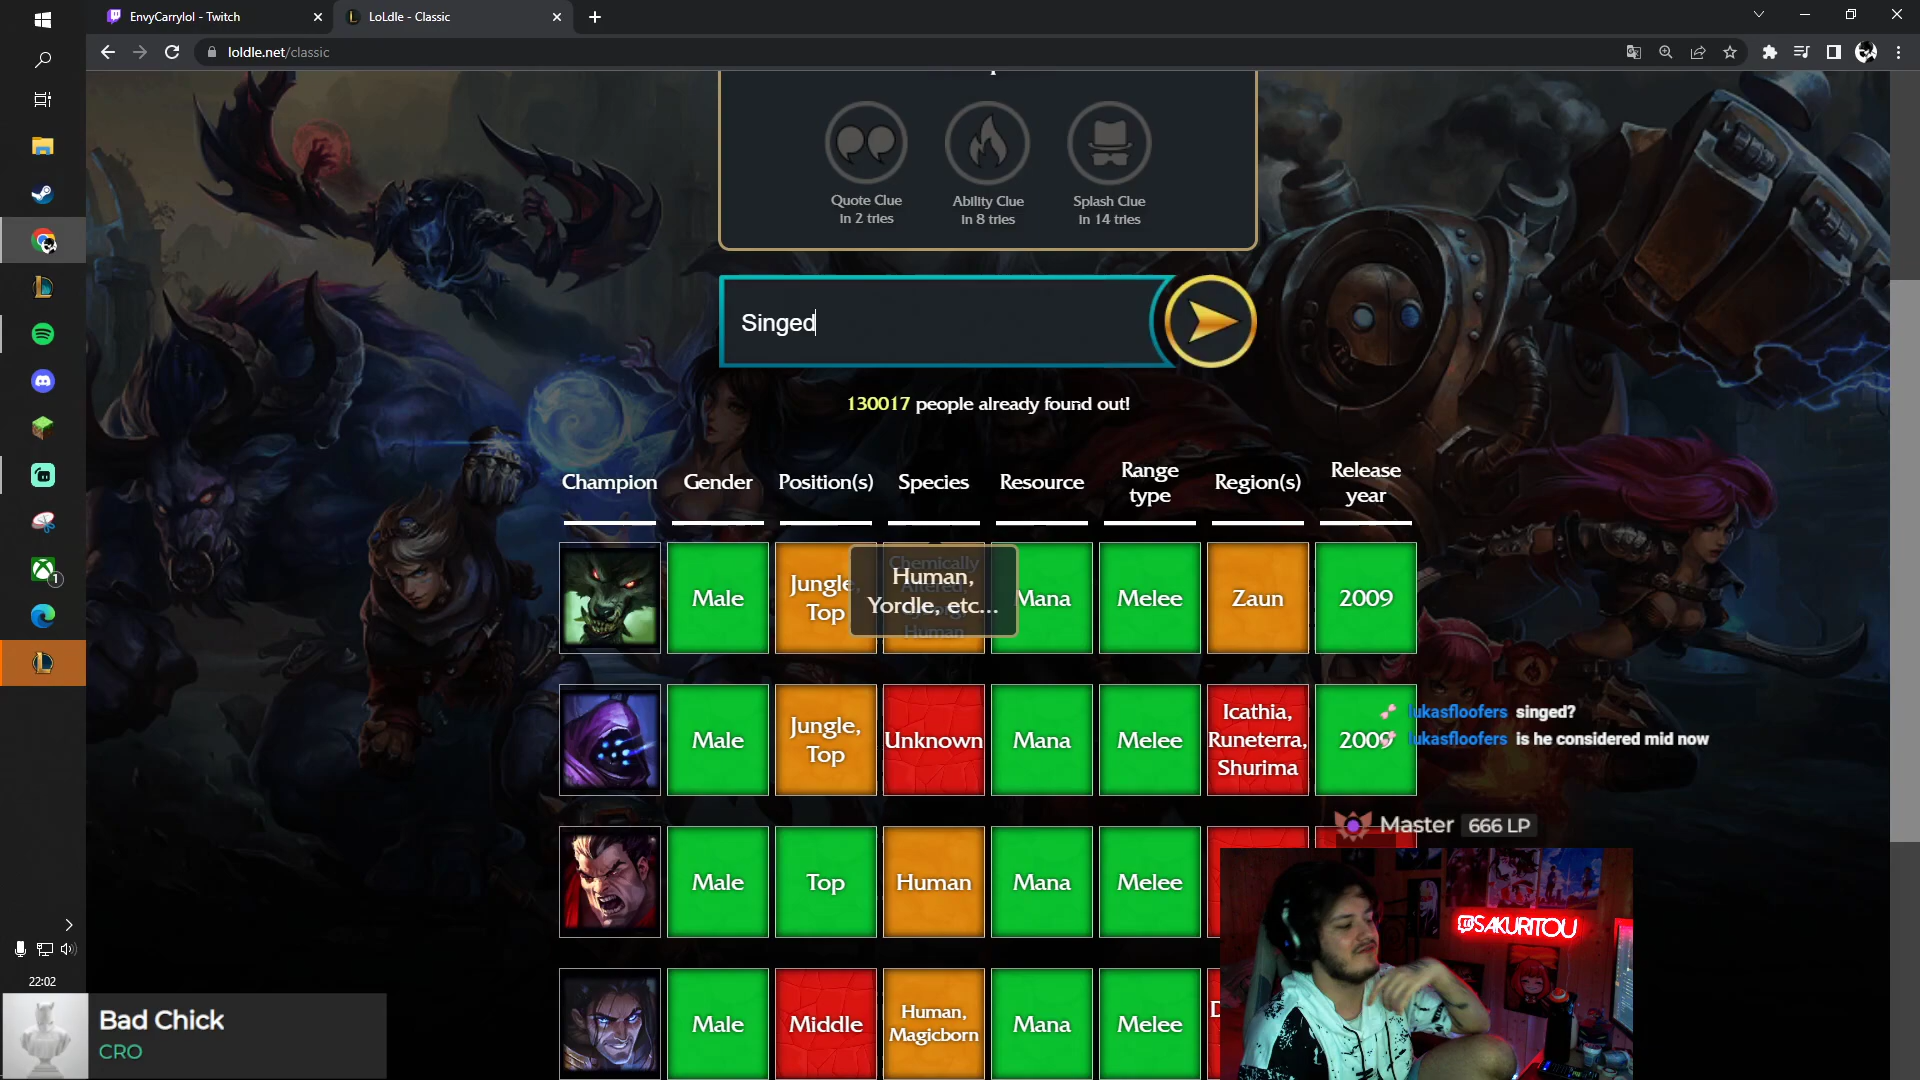 EnvyCarrylol - Twitch
LoLdle - Classic
loldle.net/classic
Quote Clue
in 2 tries
Ability Clue
in 8 tries
Splash Clue
in 14 tries
Singed
130017 people already found out!
Champion
Gender
Position(s)
Species
Resource
Range
type
Region(s)
Release
year
Male
Jungle,
Top
Chemically
Altered,
Human
Human,
Yordle, etc...
Mana
Melee
Zaun
2009
Male
Jungle,
Top
Unknown
Mana
Melee
Icathia,
Runeterra,
Shurima
2009
lukasfloofers singed?
lukasfloofers is he considered mid now
Master 666 LP
Male
Top
Human
Mana
Melee
@SAKURITOU
Male
Middle
Human,
Magicborn
Mana
Melee
D
1
22:02
Bad Chick
CRO